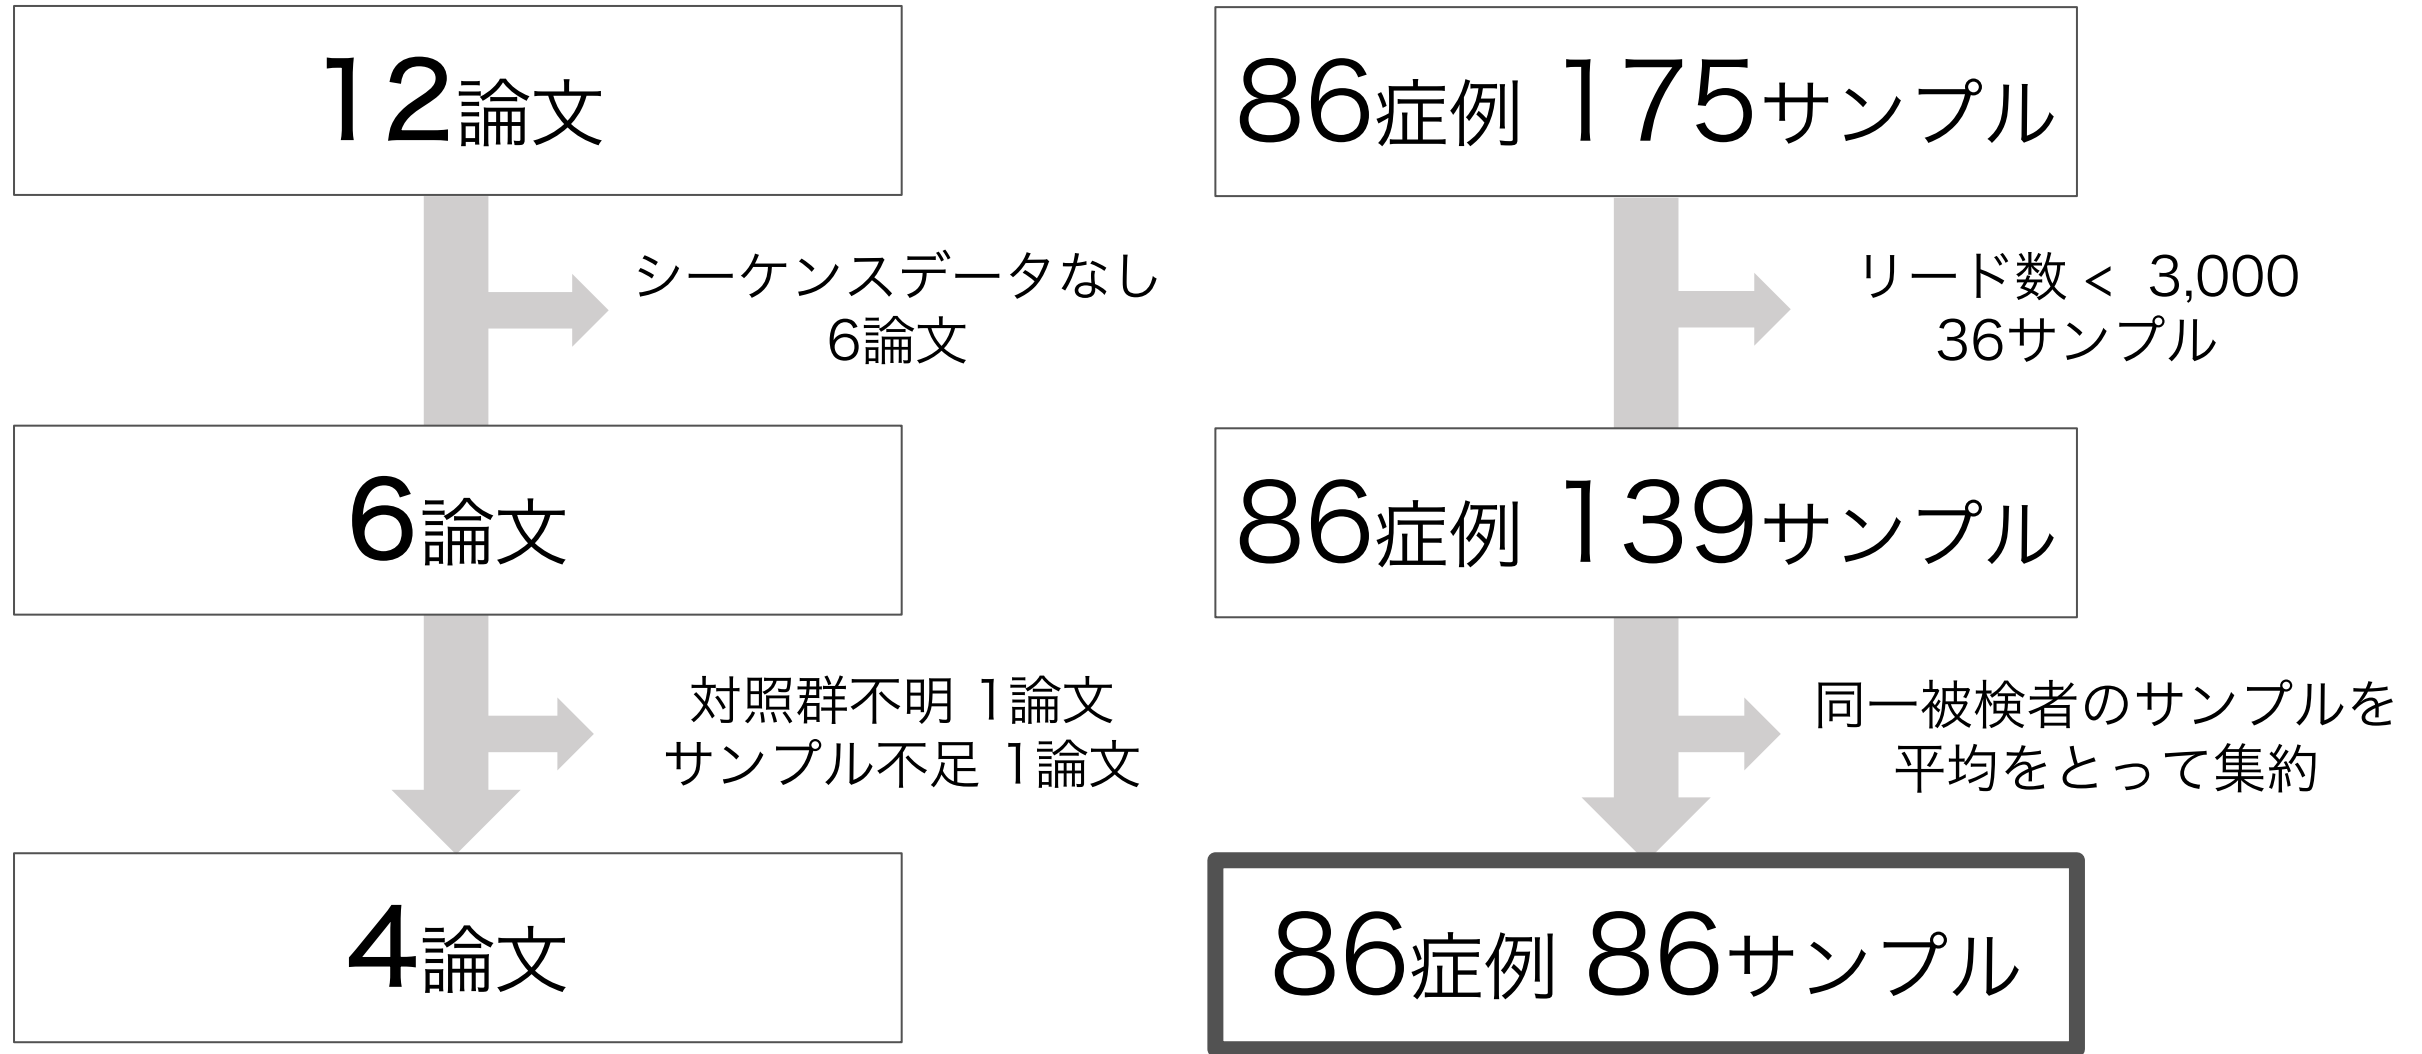 12論文
シーケンスデータなし
6論文
6論文
対照群不明 1論文
サンプル不足 1論文
4論文
86症例 175サンプル
リード数 < 3,000
36サンプル
86症例 139サンプル
同一被検者のサンプルを
平均をとって集約
86症例 86サンプル